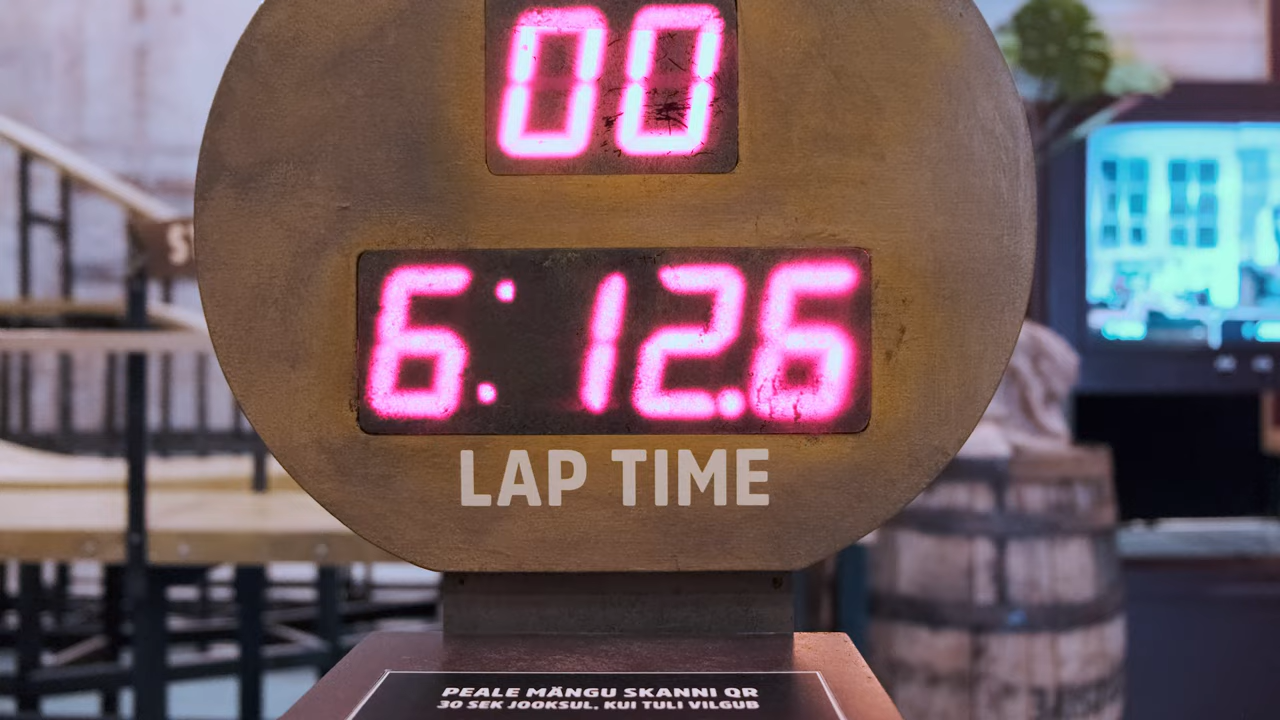 00
6:12.6
LAP TIME
PEALE MÄNGU SKANNI QR
30 SEK JOOKSUL, KUI TULI VILGUB